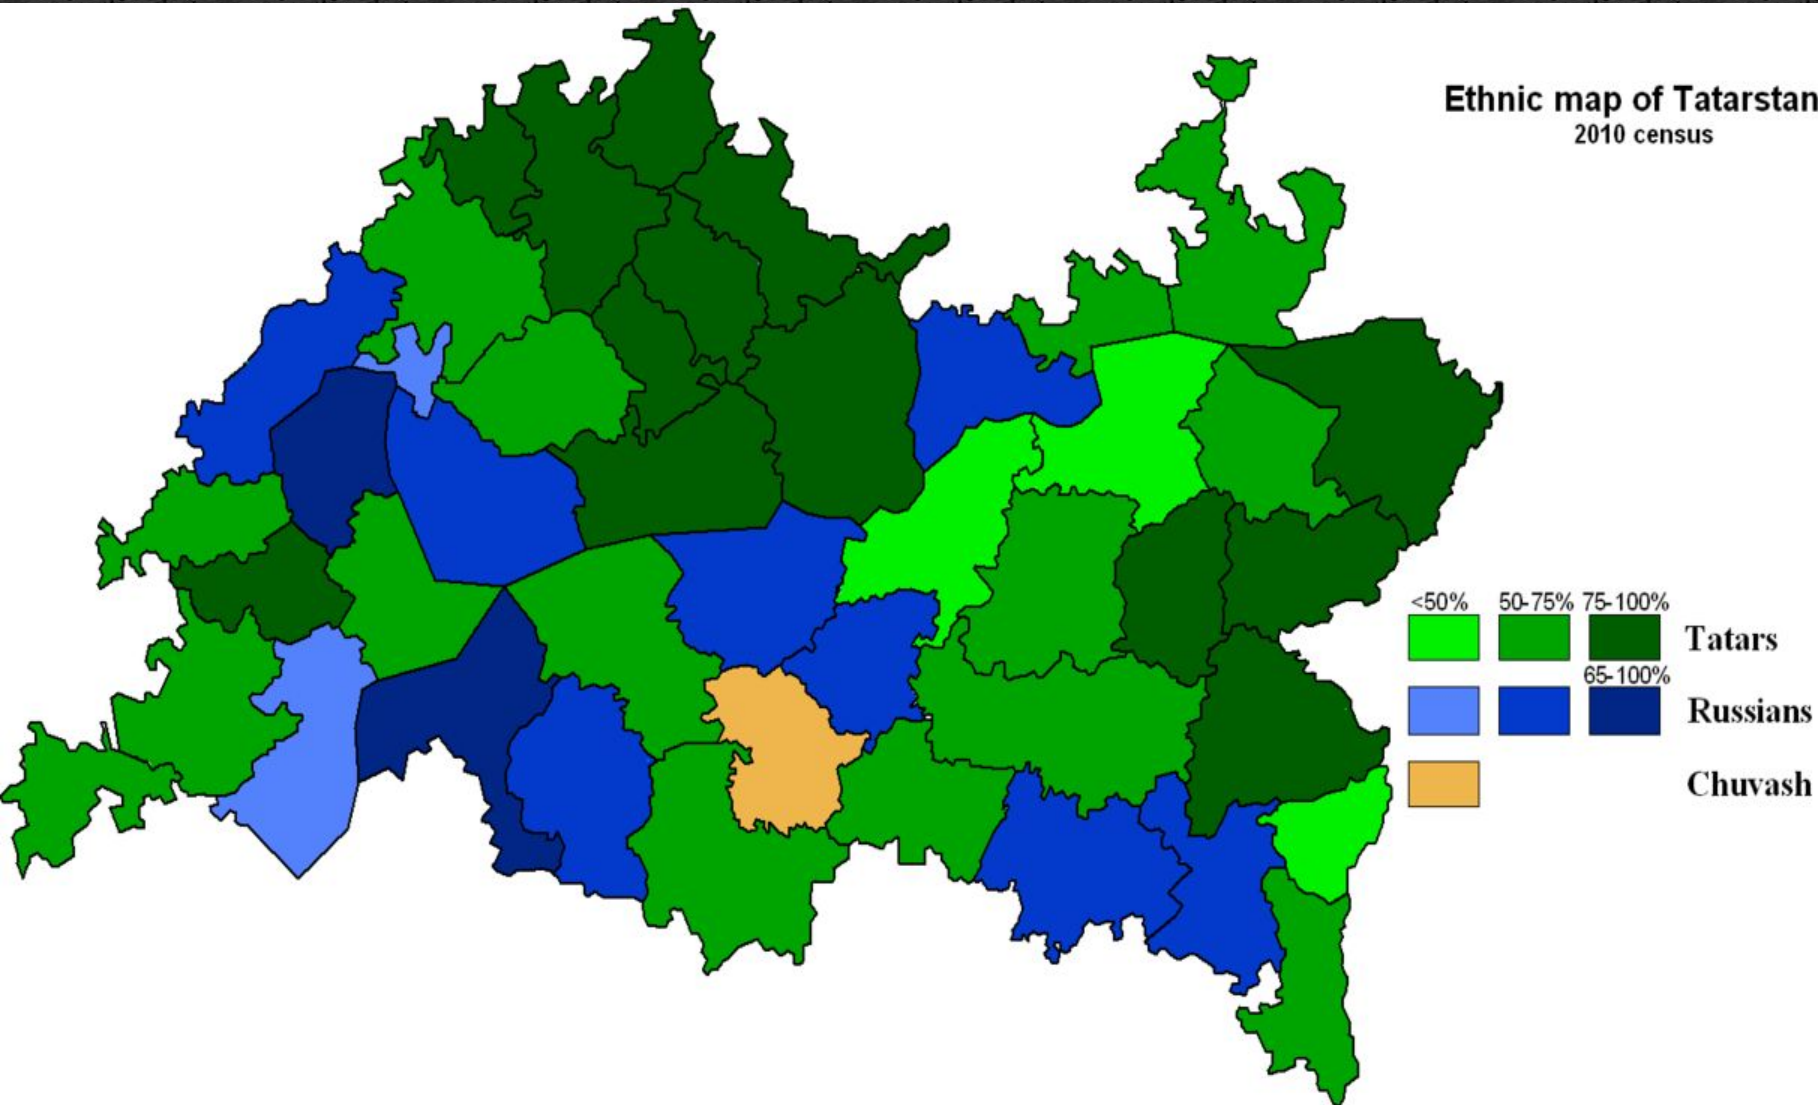 Ethnic map of Tatarstan
2010 census
<50% 50-75% 75-100%
Tatars
65-100%
Russians
Chuvash